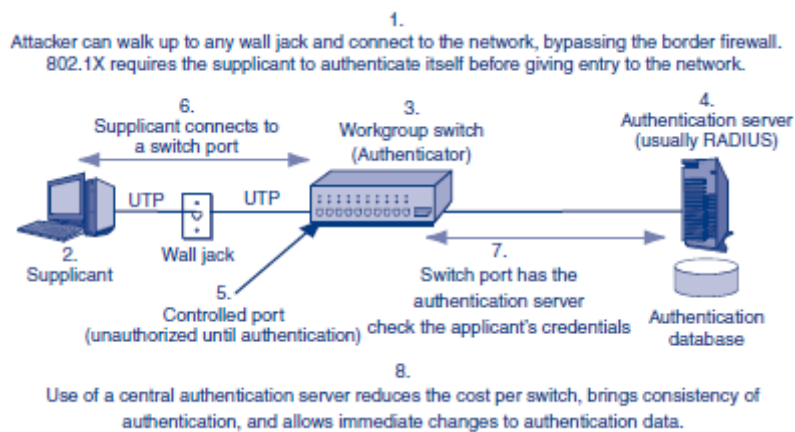 1.
Attacker can walk up to any wall jack and connect to the network, bypassing the border firewall.
802.1X requires the supplicant to authenticate itself before giving entry to the network.
6.
Supplicant connects to
a switch port
3.
Workgroup switch
(Authenticator)
4.
Authentication server
(usually RADIUS)
UTP
UTP
2.
Supplicant
Wall jack
5.
Controlled port
(unauthorized until authentication)
7.
Switch port has the
authentication server
check the applicant's credentials
Authentication
database
8.
Use of a central authentication server reduces the cost per switch, brings consistency of
authentication, and allows immediate changes to authentication data.